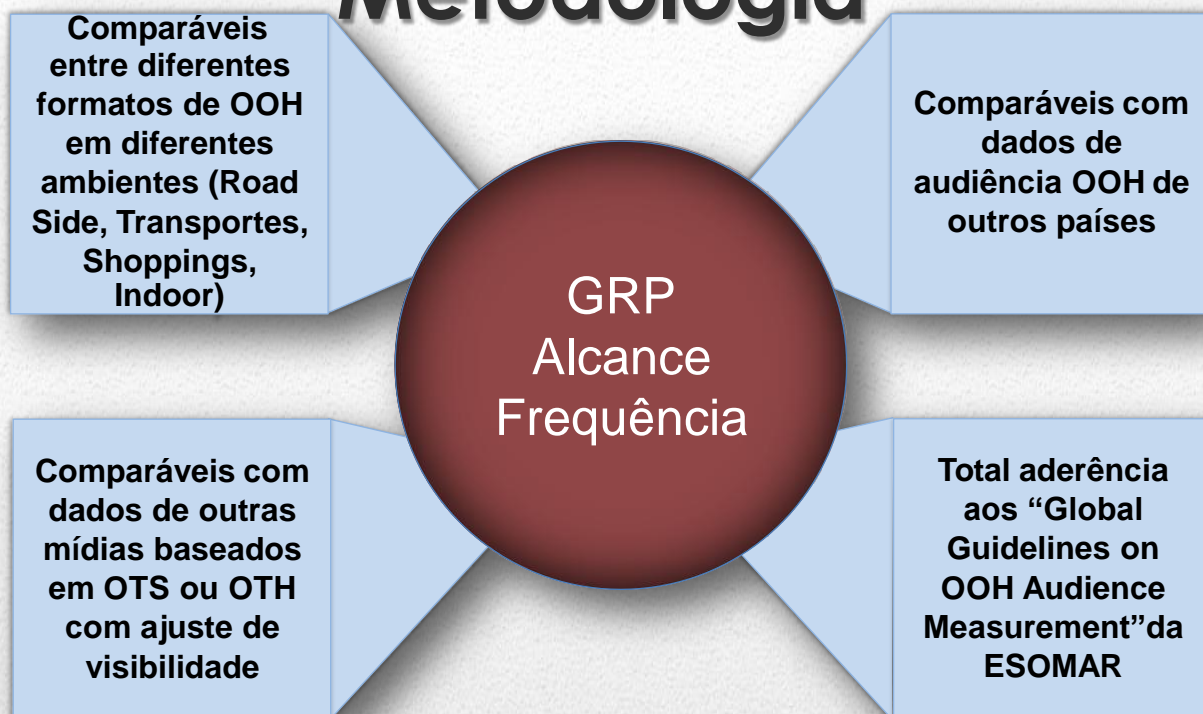 Metodologia
Comparáveis
entre diferentes
formatos de OOH
em diferentes
ambientes (Road
Side, Transportes,
Shoppings,
Indoor)
Comparáveis com
dados de
audiência OOH de
outros países
GRP
Alcance
Frequência
Comparáveis com
dados de outras
mídias baseados
em OTS ou OTH
com ajuste de
visibilidade
Total aderência
aos “Global
Guidelines on
OOH Audience
Measurement”da
ESOMAR